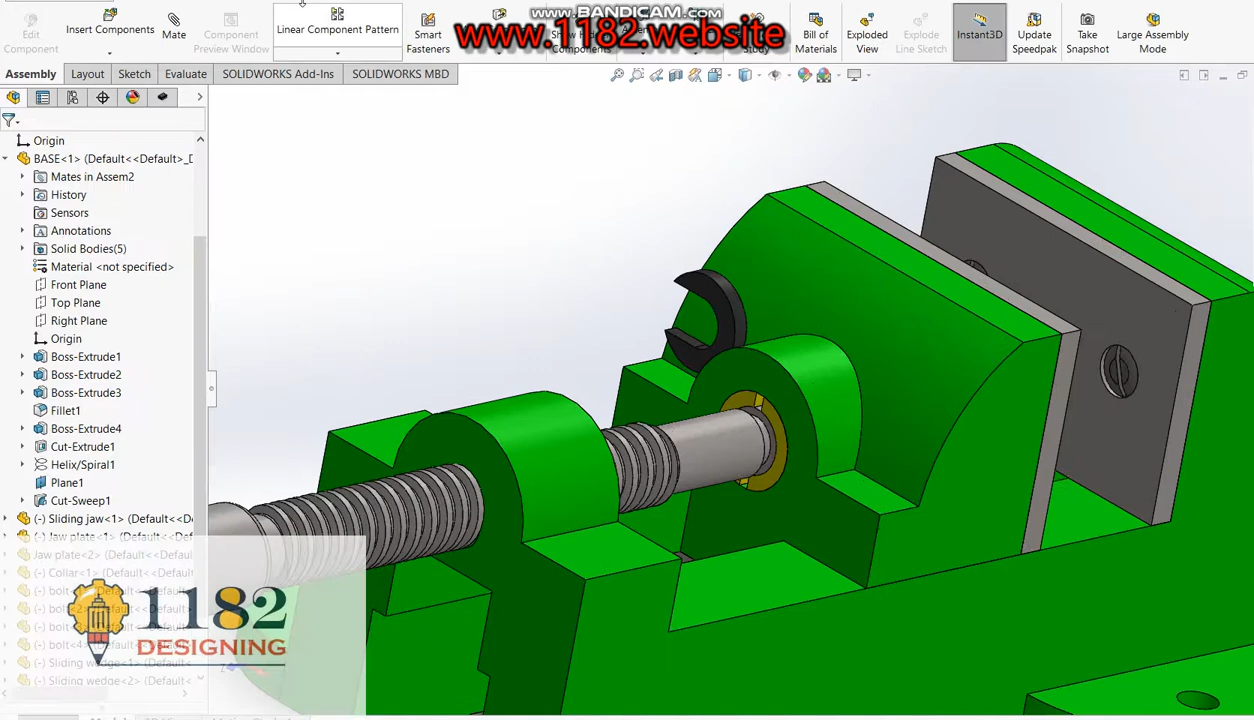 www.BANDICAM.com
www.1182.website
Edit Component
Insert Components
Mate
Component Preview Window
Linear Component Pattern
Smart Fasteners
Components
Study
Bill of Materials
Exploded View
Explode Line Sketch
Instant3D
Update Speedpak
Take Snapshot
Large Assembly Mode
Assembly
Layout
Sketch
Evaluate
SOLIDWORKS Add-Ins
SOLIDWORKS MBD
Origin
BASE<1> (Default<<Default>_D
Mates in Assem2
History
Sensors
Annotations
Solid Bodies(5)
Material <not specified>
Front Plane
Top Plane
Right Plane
Origin
Boss-Extrude1
Boss-Extrude2
Boss-Extrude3
Fillet1
Boss-Extrude4
Cut-Extrude1
Helix/Spiral1
Plane1
Cut-Sweep1
(-) Sliding jaw<1> (Default<<De
(-) Jaw plate<1> (Default<<De
Jaw plate<2> (Default<<Default
(-) Collar<1> (Default<<Default
(-) Sliding wedge<1> (Default<
(-) Sliding wedge<2> (Default<
1182
DESIGNING